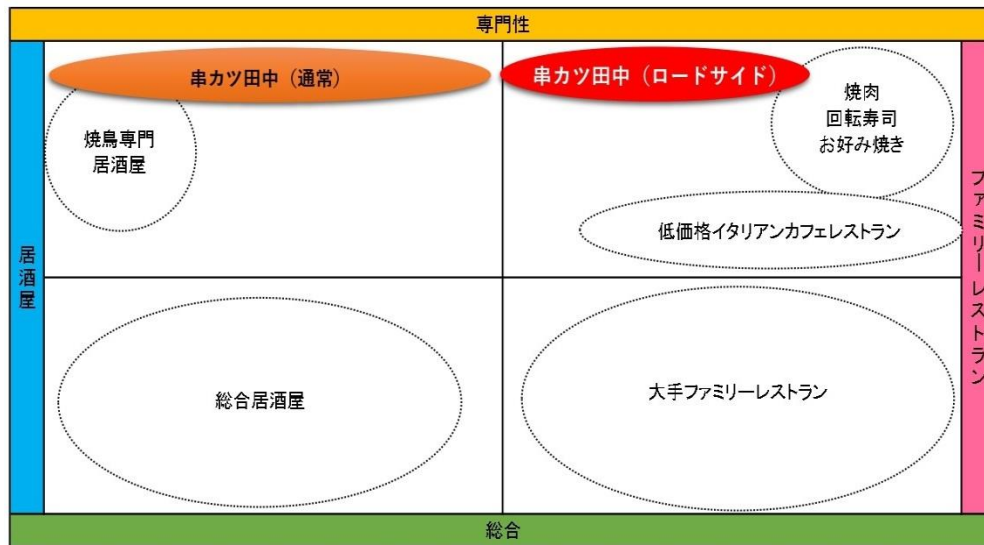 専門性
串カツ田中（通常）
串カツ田中（ロードサイド）
焼肉
回転寿司
お好み焼き
焼鳥専門
居酒屋
低価格イタリアンカフェレストラン
居酒屋
ファミリーレストラン
総合居酒屋
大手ファミリーレストラン
総合